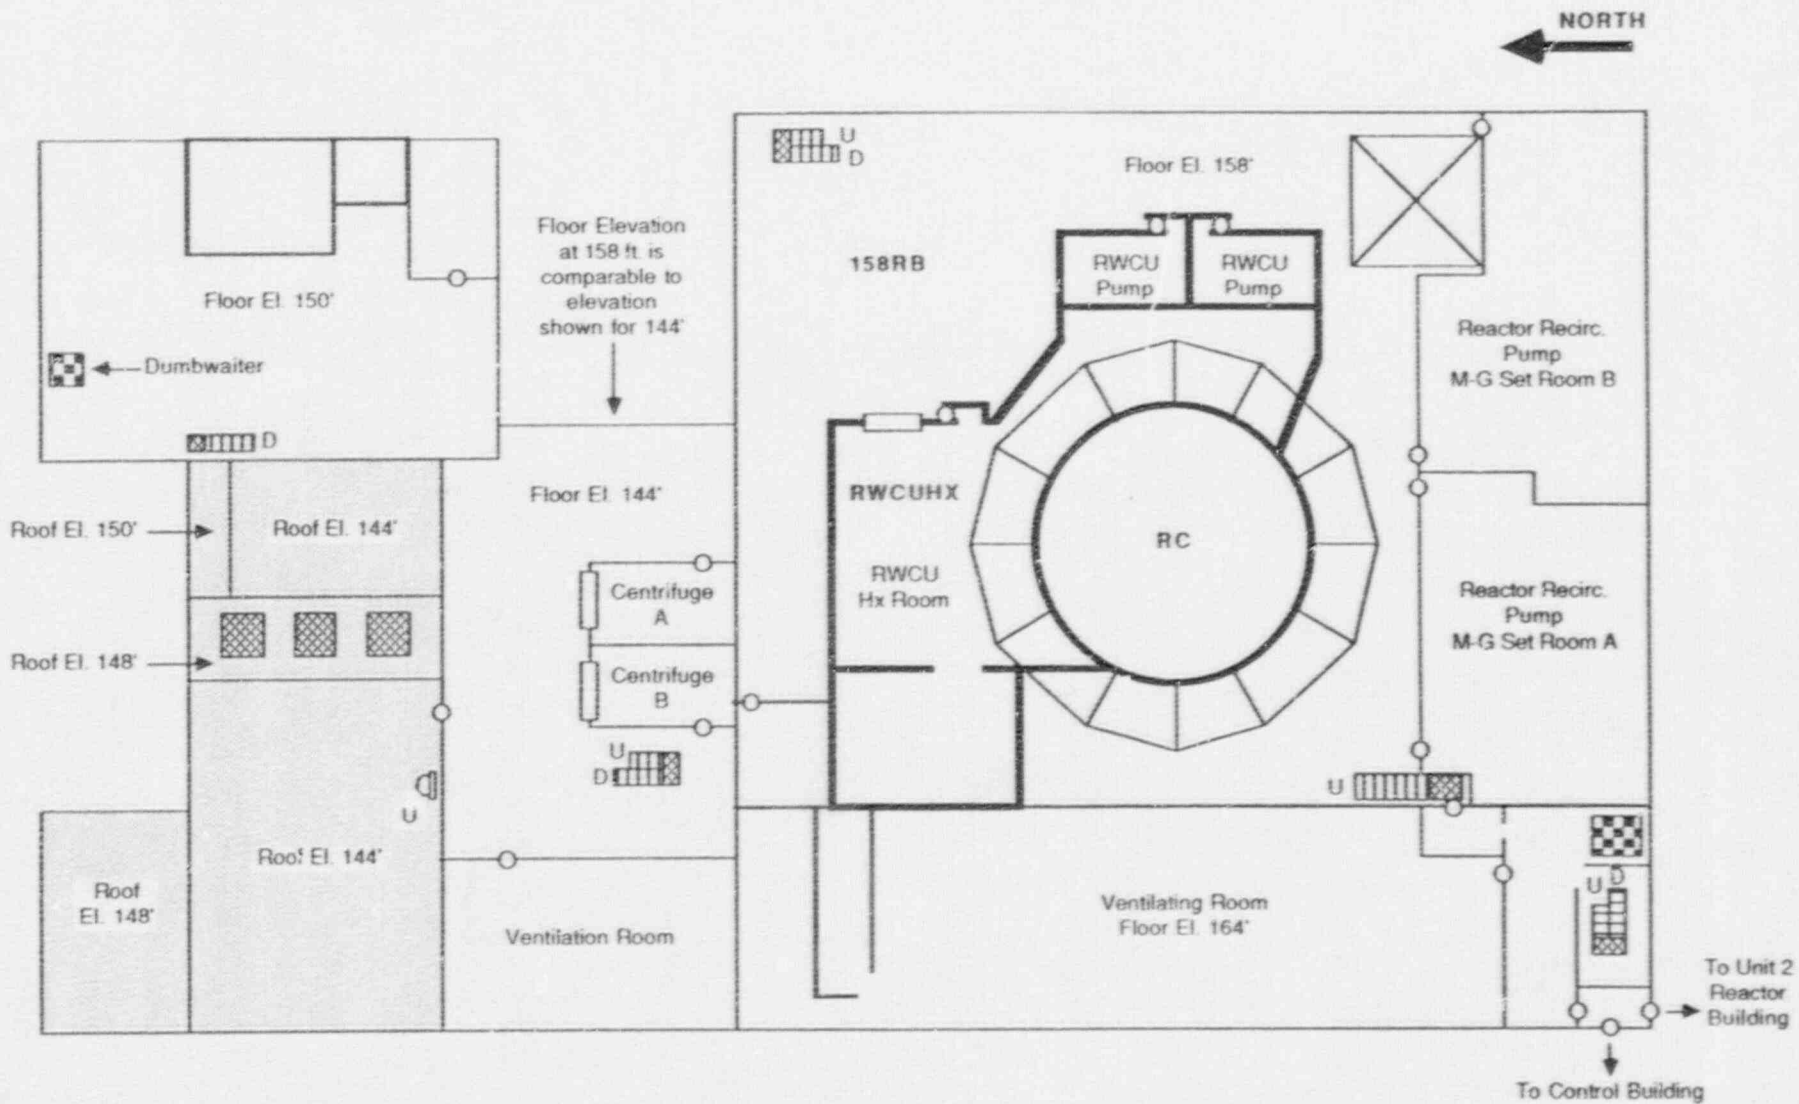 NORTH
U
D
Floor El. 158'
Floor Elevation
at 158 ft. is
comparable to
elevation
shown for 144'
158RB
RWCU
Pump
RWCU
Pump
Floor El. 150'
Reactor Recirc.
Pump
M-G Set Room B
Dumbwaiter
D
Floor El. 144'
RWCUHX
Roof El. 150'
Roof El. 144'
RC
RWCU
Hx Room
Centrifuge
A
Reactor Recirc.
Pump
M-G Set Room A
Roof El. 148'
Centrifuge
B
U
D
U
U
Roof El. 144'
Roof
El. 148'
Ventilation Room
Ventilating Room
Floor El. 164'
U
D
To Unit 2
Reactor
Building
To Control Building